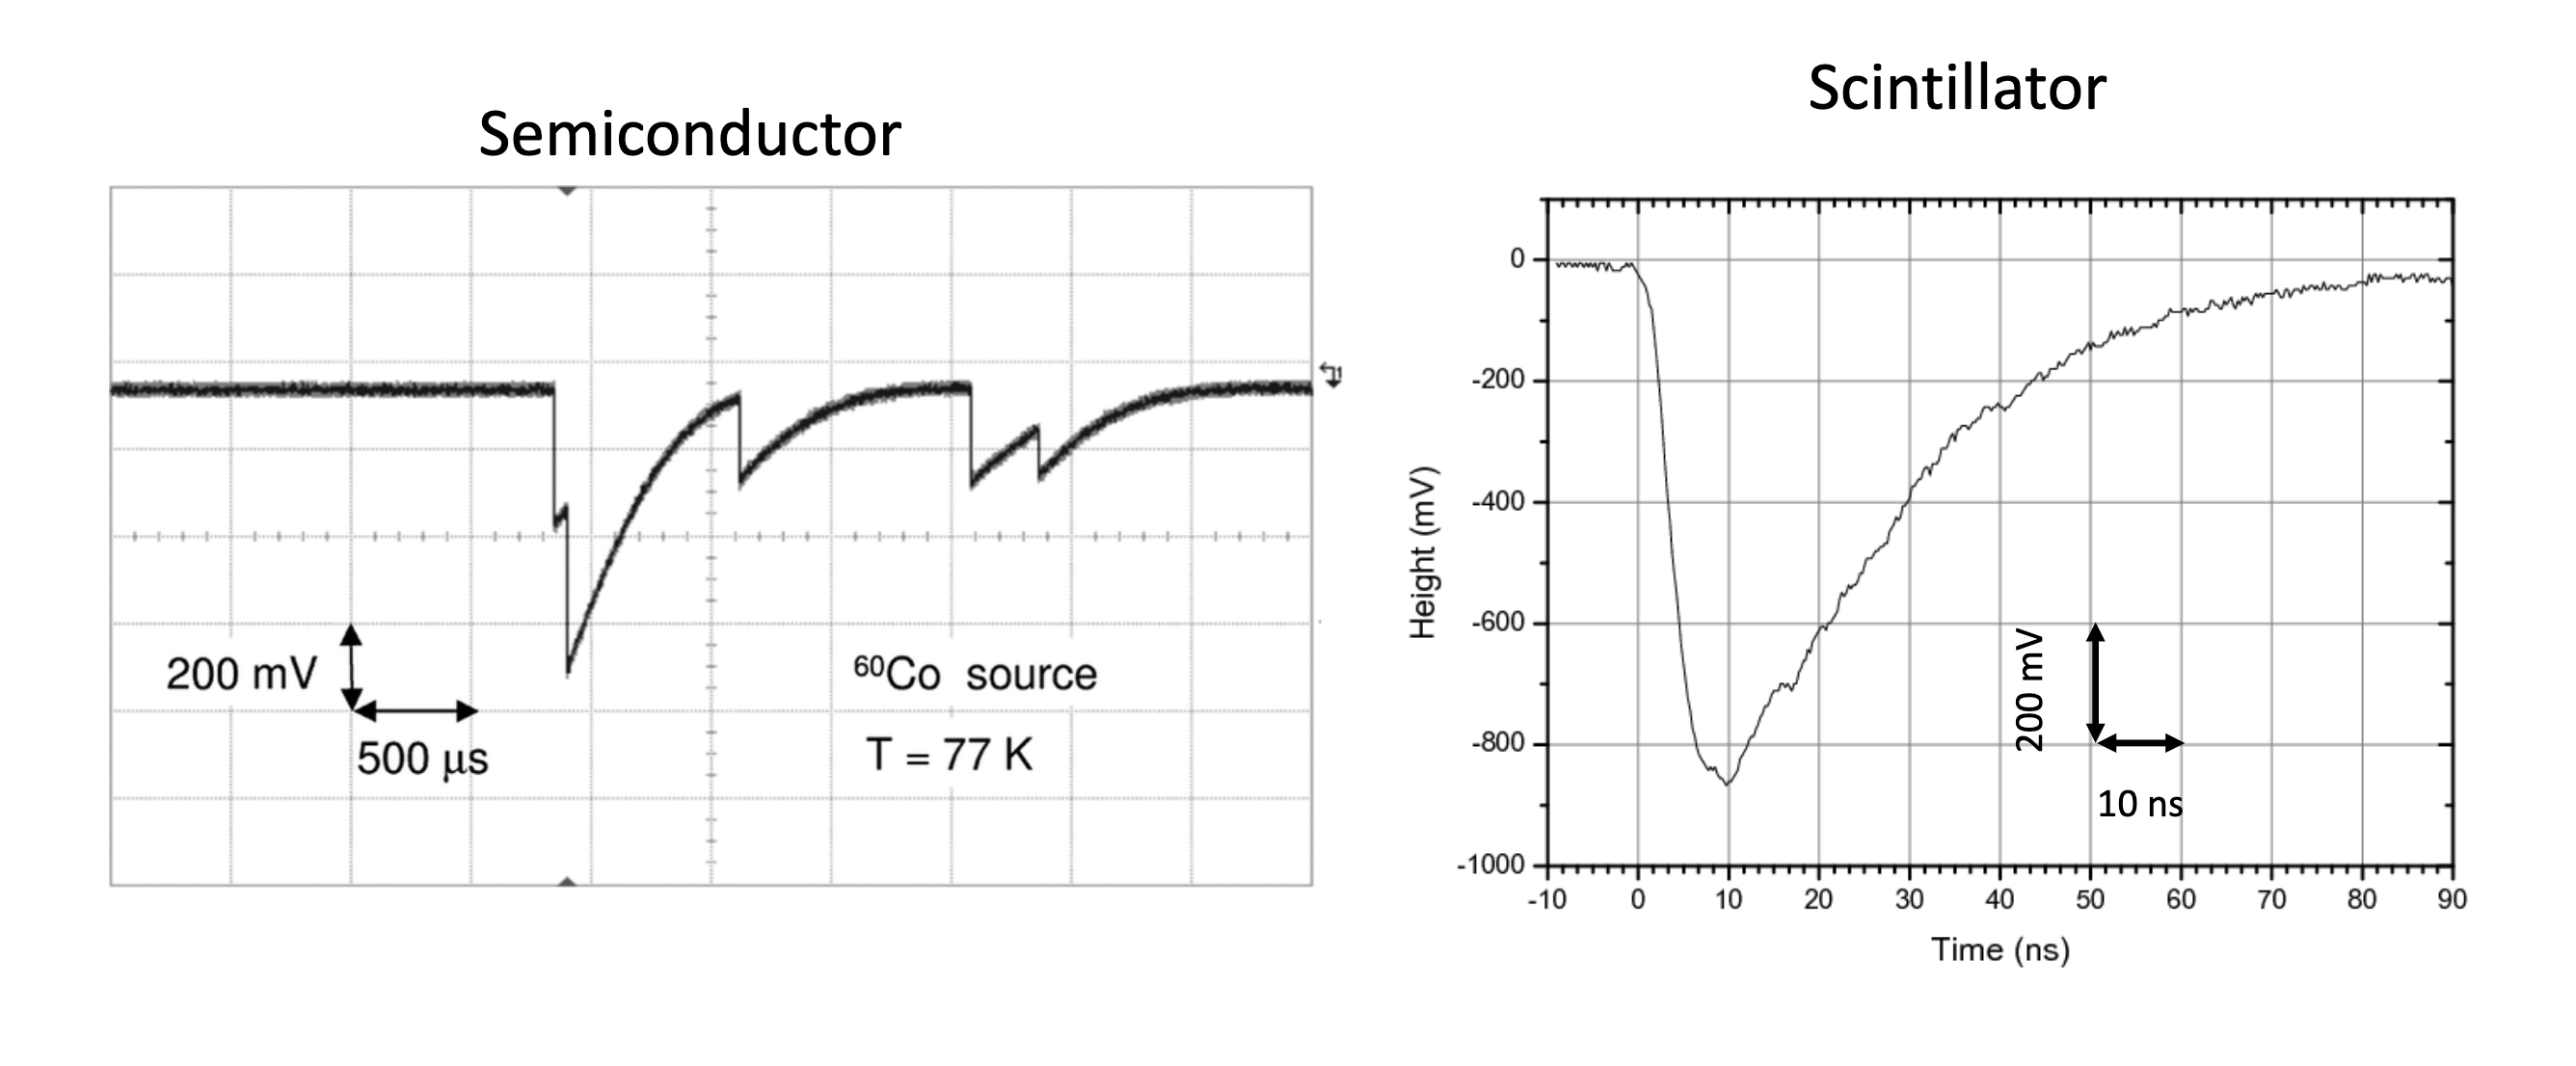 Semiconductor
200 mV
500 μs
⁶⁰Co source
T = 77 K
Scintillator
Height (mV)
0
-200
-400
-600
-800
-1000
200 mV
10 ns
-10 0 10 20 30 40 50 60 70 80 90
Time (ns)